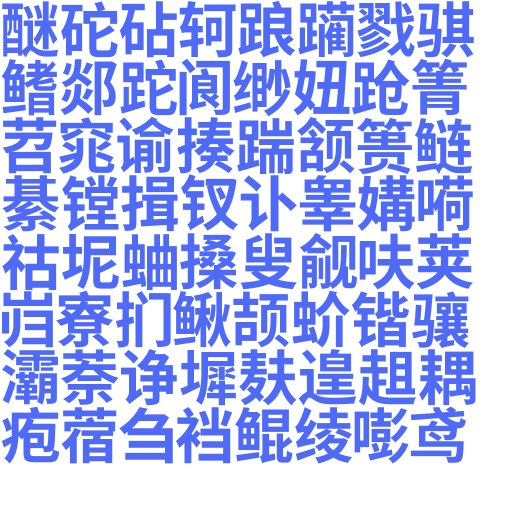 醚砣砧轲踉躏戮骐
鳍郯跎阆缈妞跄箐
苕窕谕揍踹颔篑鲢
綦镗揖钗讣睾媾嗬
祜坭蛐搡叟觎呋荚
岿寮扪鳅颉蚧锴骧
灞萘诤墀麸遑趄耦
疱蓿刍裆鲲绫嘭鸢